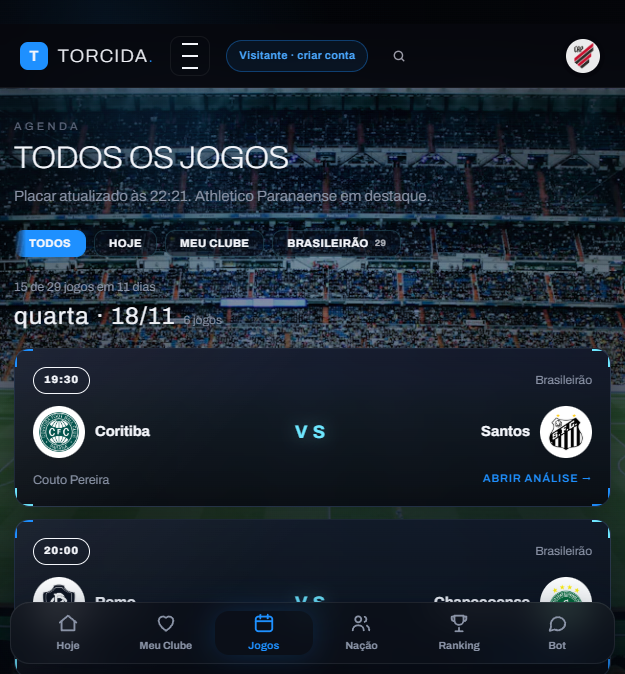 T TORCIDA.
Visitante · criar conta
AGENDA
TODOS OS JOGOS
Placar atualizado às 22:21. Athletico Paranaense em destaque.
TODOS HOJE MEU CLUBE BRASILEIRÃO 29
15 de 29 jogos em 11 dias
quarta · 18/11 6 jogos
19:30 Brasileirão
Coritiba VS Santos
Couto Pereira ABRIR ANÁLISE →
20:00 Brasileirão
Remo VS Chapecoense
Hoje Meu Clube Jogos Nação Ranking Bot